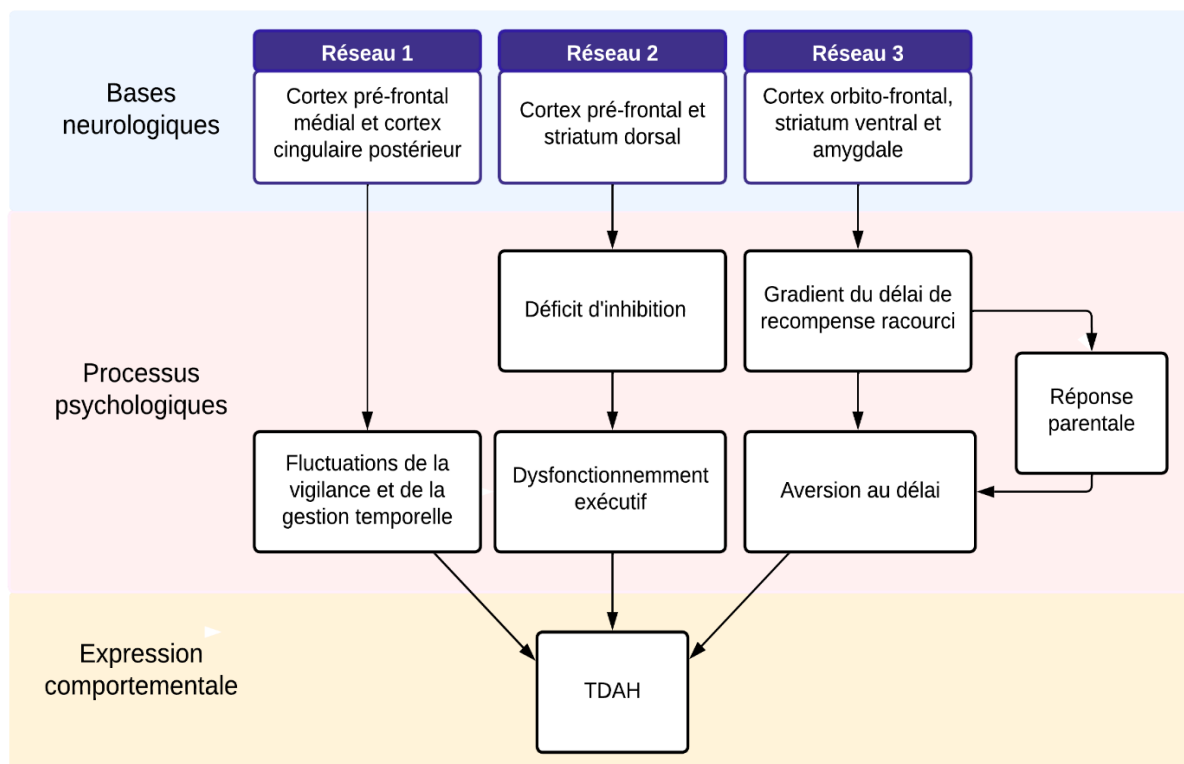 Bases
neurologiques
Réseau 1
Cortex pré-frontal
médial et cortex
cingulaire postérieur
Réseau 2
Cortex pré-frontal et
striatum dorsal
Réseau 3
Cortex orbito-frontal,
striatum ventral et
amygdale
Processus
psychologiques
Déficit d'inhibition
Gradient du délai de
recompense racourci
Réponse
parentale
Fluctuations de la
vigilance et de la
gestion temporelle
Dysfonctionnemment
exécutif
Aversion au délai
Expression
comportementale
TDAH